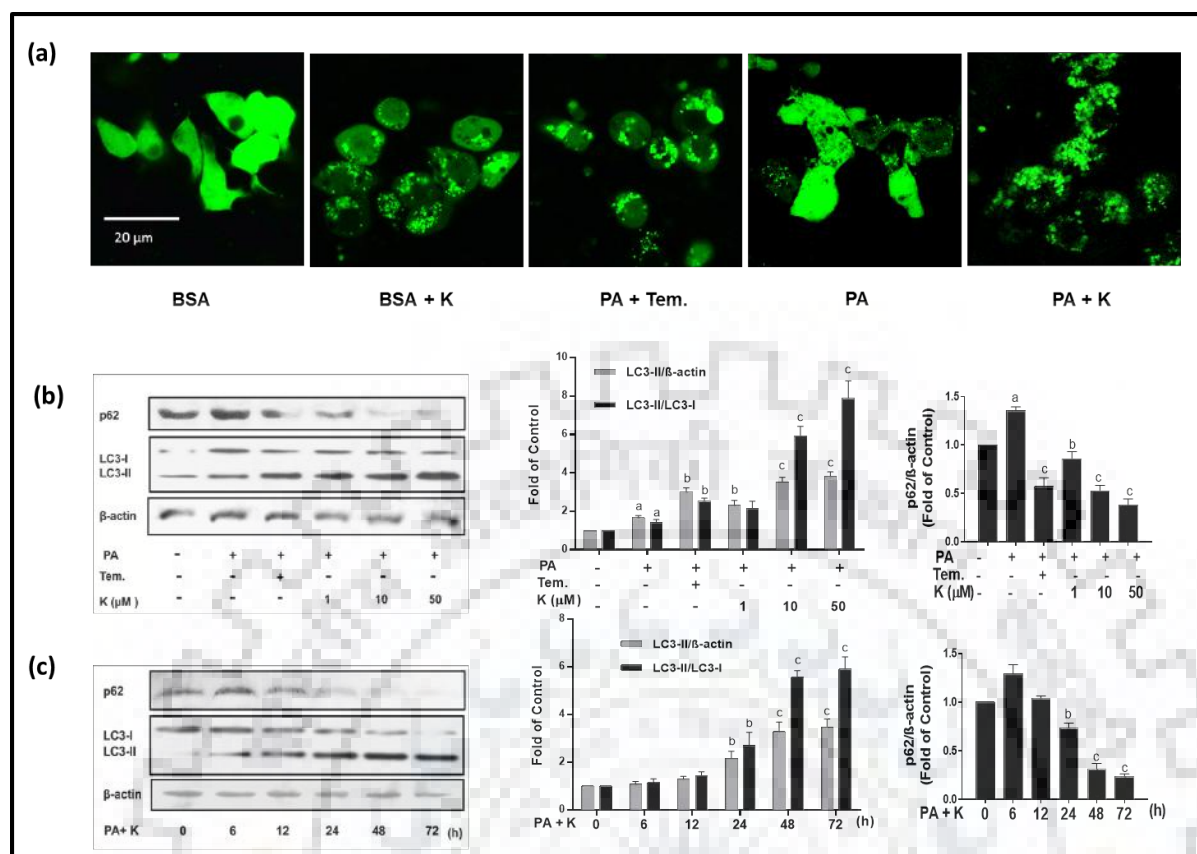 (a)
20 µm
BSA
BSA + K
PA + Tem.
PA
PA + K
(b)
p62
LC3-I
LC3-II
β-actin
PA - + + + + +
Tem. - - + - - -
K (µM) - - - 1 10 50
10
8
6
4
2
0
Fold of Control
LC3-II/ß-actin
LC3-II/LC3-I
a a b b b c c c c
PA - + + + + +
Tem. - - + - - -
K (µM) - - - 1 10 50
p62/ß-actin
(Fold of Control)
1.5
1.0
0.5
0.0
a c b c c
PA - + + + + +
Tem. - - + - - -
K (µM) - - - 1 10 50
(c)
p62
LC3-I
LC3-II
β-actin
PA+ K 0 6 12 24 48 72 (h)
8
6
4
2
0
Fold of Control
LC3-II/ß-actin
LC3-II/LC3-I
b b c c c c
PA + K 0 6 12 24 48 72 (h)
p62/ß-actin
(Fold of Control)
1.5
1.0
0.5
0.0
b c c
0 6 12 24 48 72 (h)